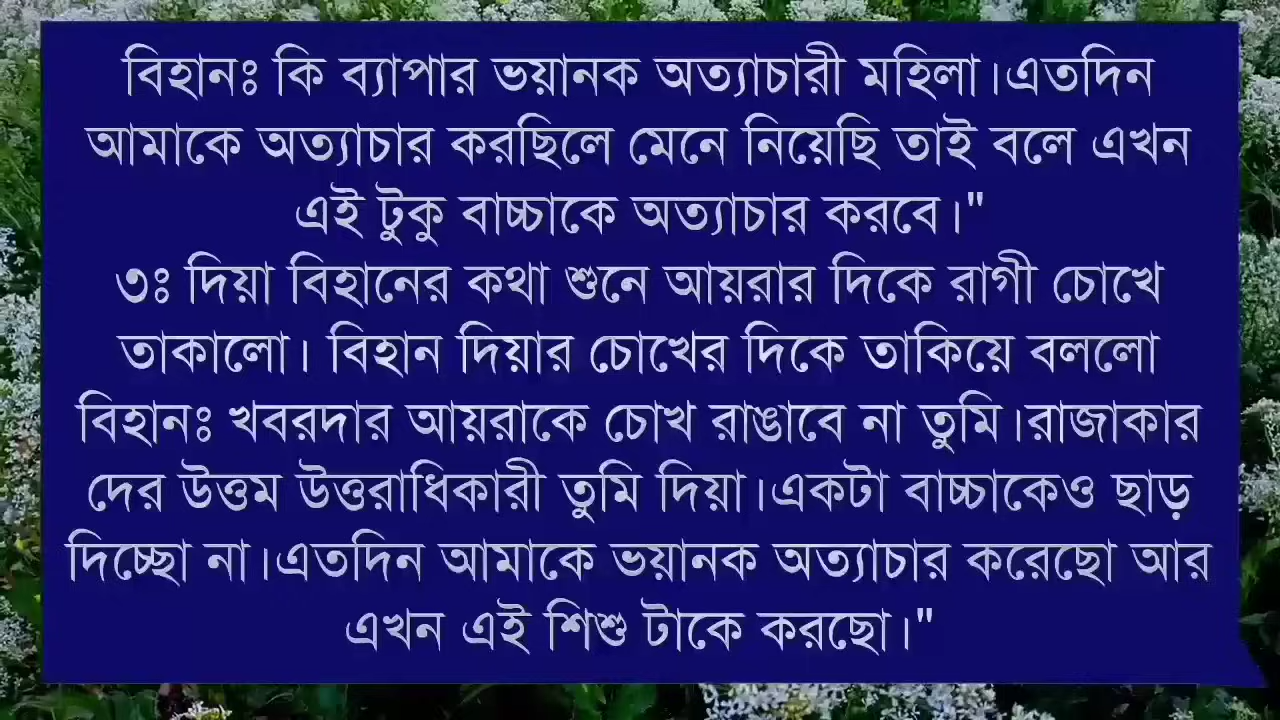 বিহানঃ কি ব্যাপার ভয়ানক অত্যাচারী মহিলা।এতদিন
আমাকে অত্যাচার করছিলে মেনে নিয়েছি তাই বলে এখন
এই টুকু বাচ্চাকে অত্যাচার করবে।"
৩ঃ দিয়া বিহানের কথা শুনে আয়রার দিকে রাগী চোখে
তাকালো। বিহান দিয়ার চোখের দিকে তাকিয়ে বললো
বিহানঃ খবরদার আয়রাকে চোখ রাঙাবে না তুমি।রাজাকার
দের উত্তম উত্তরাধিকারী তুমি দিয়া।একটা বাচ্চাকেও ছাড়
দিচ্ছো না।এতদিন আমাকে ভয়ানক অত্যাচার করেছো আর
এখন এই শিশু টাকে করছো।"